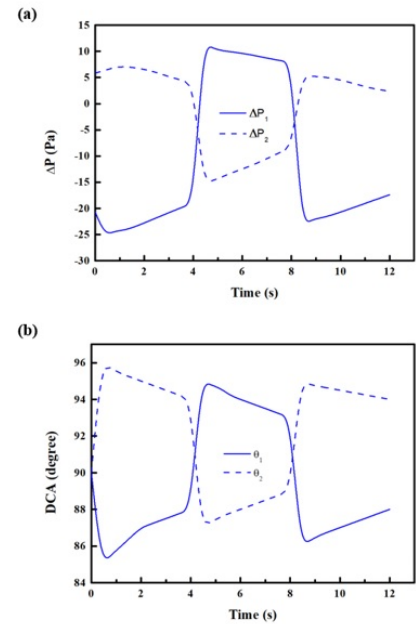 (a)
15
10
5
0
-5
-10
-15
-20
-25
-30
ΔP (Pa)
ΔP₁
ΔP₂
0 2 4 6 8 10 12
Time (s)
(b)
96
94
92
90
88
86
84
DCA (degree)
θ₁
θ₂
0 2 4 6 8 10 12
Time (s)